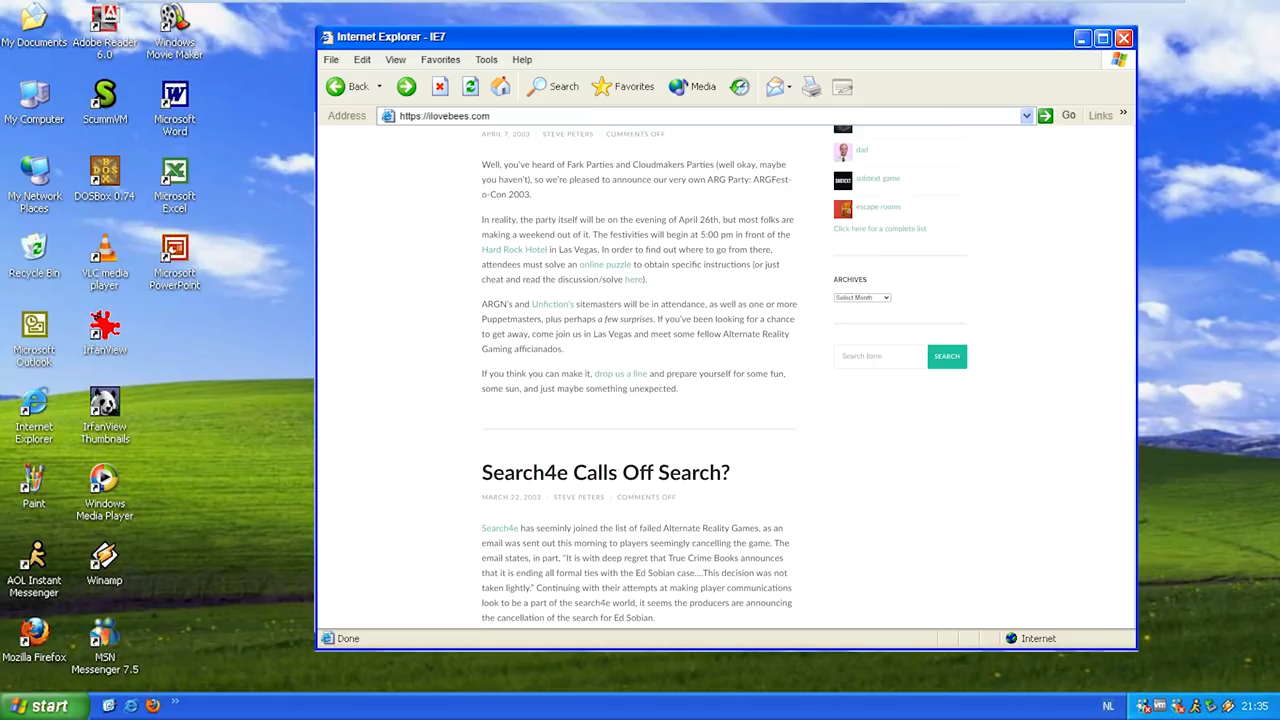 My Documents
Adobe Reader
6.0
Windows
Movie Maker
My Computer
ScummVM
Microsoft
Word
My Network
Places
DOSBox 0.74
Microsoft
Excel
Recycle Bin
VLC media
player
Microsoft
PowerPoint
Microsoft
Outlook
IrfanView
Internet
Explorer
IrfanView
Thumbnails
Paint
Windows
Media Player
AOL Instant
Messenger
Winamp
Mozilla Firefox
MSN
Messenger 7.5
Internet Explorer - IE7
File Edit View Favorites Tools Help
Back Search Favorites Media
Address https://ilovebees.com Go Links »
APRIL 7, 2003 / STEVE PETERS / COMMENTS OFF
Well, you've heard of Fark Parties and Cloudmakers Parties (well okay, maybe
you haven't), so we're pleased to announce our very own ARG Party: ARGFest-
o-Con 2003.
In reality, the party itself will be on the evening of April 26th, but most folks are
making a weekend out of it. The festivities will begin at 5:00 pm in front of the
Hard Rock Hotel in Las Vegas. In order to find out where to go from there,
attendees must solve an online puzzle to obtain specific instructions (or just
cheat and read the discussion/solve here).
ARGN's and Unfiction's sitemasters will be in attendance, as well as one or more
Puppetmasters, plus perhaps a few surprises. If you've been looking for a chance
to get away, come join us in Las Vegas and meet some fellow Alternate Reality
Gaming afficianados.
If you think you can make it, drop us a line and prepare yourself for some fun,
some sun, and just maybe something unexpected.
Search4e Calls Off Search?
MARCH 22, 2003 / STEVE PETERS / COMMENTS OFF
Search4e has seeminly joined the list of failed Alternate Reality Games, as an
email was sent out this morning to players seemingly cancelling the game. The
email states, in part, "It is with deep regret that True Crime Books announces
that it is ending all formal ties with the Ed Sobian case....This decision was not
taken lightly." Continuing with their attempts at making player communications
look to be a part of the search4e world, it seems the producers are announcing
the cancellation of the search for Ed Sobian.
dad
SUBTEXT
subtext game
escape rooms
Click here for a complete list
ARCHIVES
Select Month
Search form
SEARCH
Done
Internet
start
»
NL
21:35